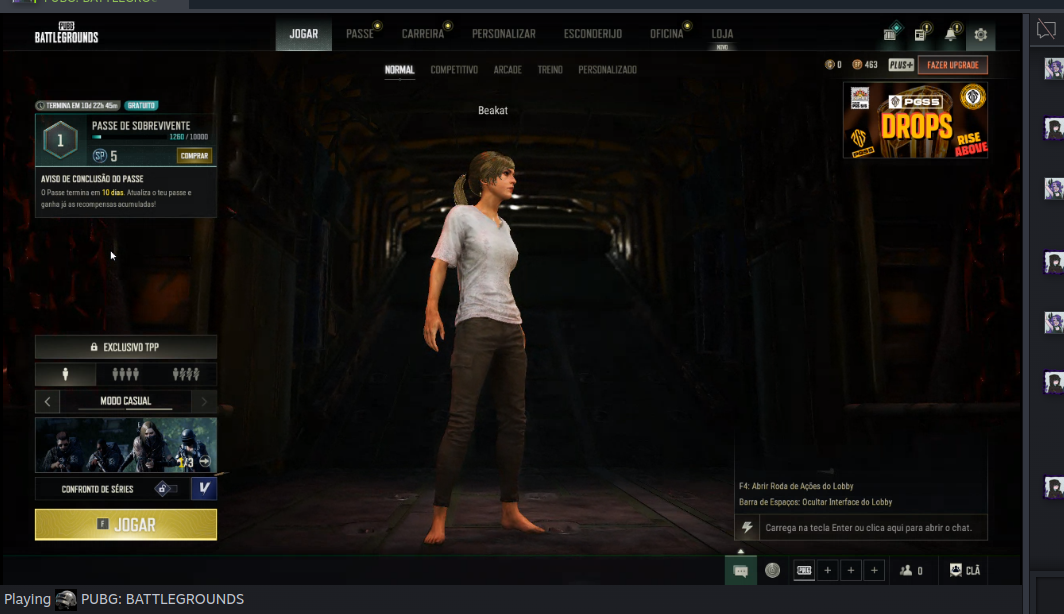 PUBG: BATTLEGRO
PUBG
BATTLEGROUNDS
JOGAR
PASSE
CARREIRA
PERSONALIZAR
ESCONDERIJO
OFICINA
LOJA
NOVO
NORMAL
COMPETITIVO
ARCADE
TREINO
PERSONALIZADO
0
463
PLUS+
FAZER UPGRADE
TERMINA EM 10d 22h 45m
GRATUITO
1
PASSE DE SOBREVIVENTE
1260 / 10000
SP 5
COMPRAR
AVISO DE CONCLUSÃO DO PASSE
O Passe termina em 10 dias. Atualiza o teu passe e
ganha já as recompensas acumuladas!
Beakat
PGS 5
DROPS
RISE
ABOVE
EXCLUSIVO TPP
MODO CASUAL
1/3
CONFRONTO DE SÉRIES
F JOGAR
F4: Abrir Roda de Ações do Lobby
Barra de Espaços: Ocultar Interface do Lobby
Carrega na tecla Enter ou clica aqui para abrir o chat.
PUBG
+ + +
0
CLÃ
Playing PUBG: BATTLEGROUNDS